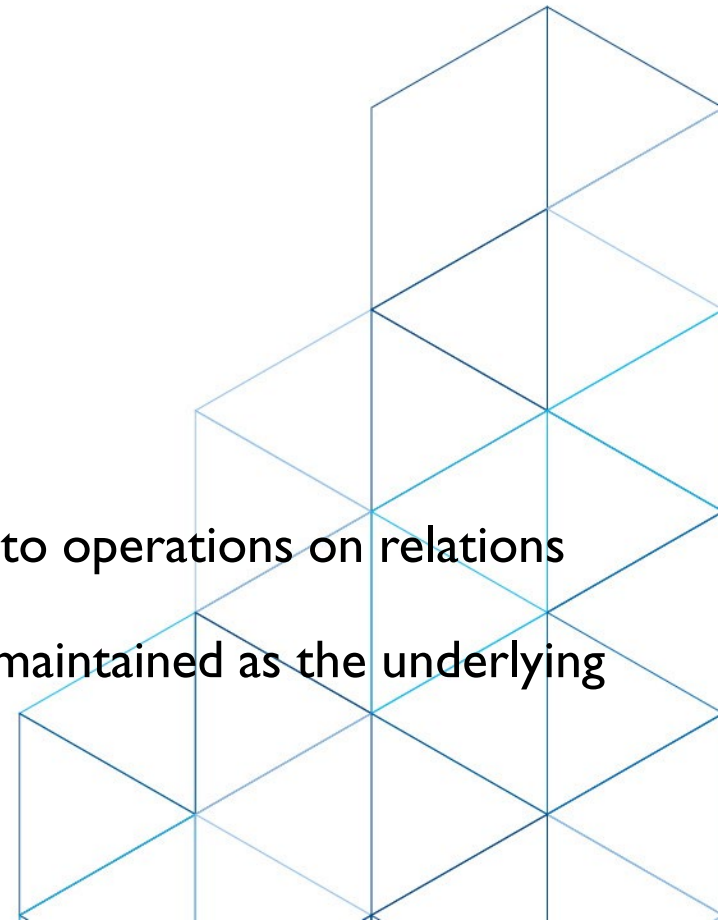 to operations on relations
maintained as the underlying